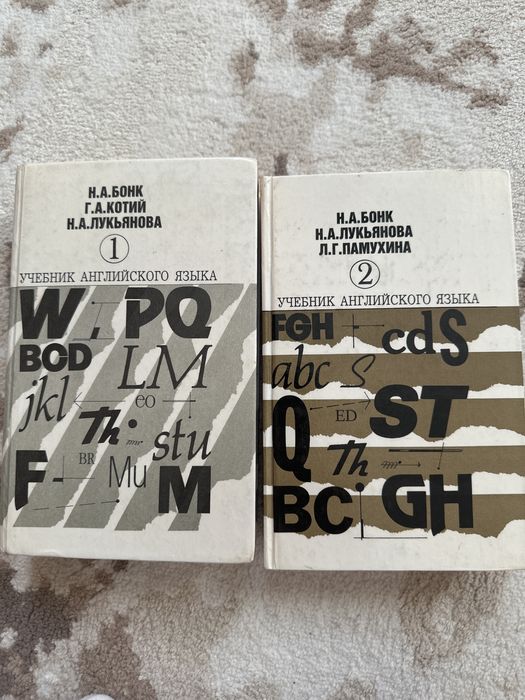 Н.А.БОНК
Г.А.КОТИЙ
Н.А.ЛУКЬЯНОВА
1
УЧЕБНИК АНГЛИЙСКОГО ЯЗЫКА
W PQ
BCD
LM
jkl
EO
Th
stu
BR
Mu
F
M
Н.А.БОНК
Н.А.ЛУКЬЯНОВА
Л.Г.ПАМУХИНА
2
УЧЕБНИК АНГЛИЙСКОГО ЯЗЫКА
FGH
cdS
abc
S
ED
ST
Q
Th
BC
GH